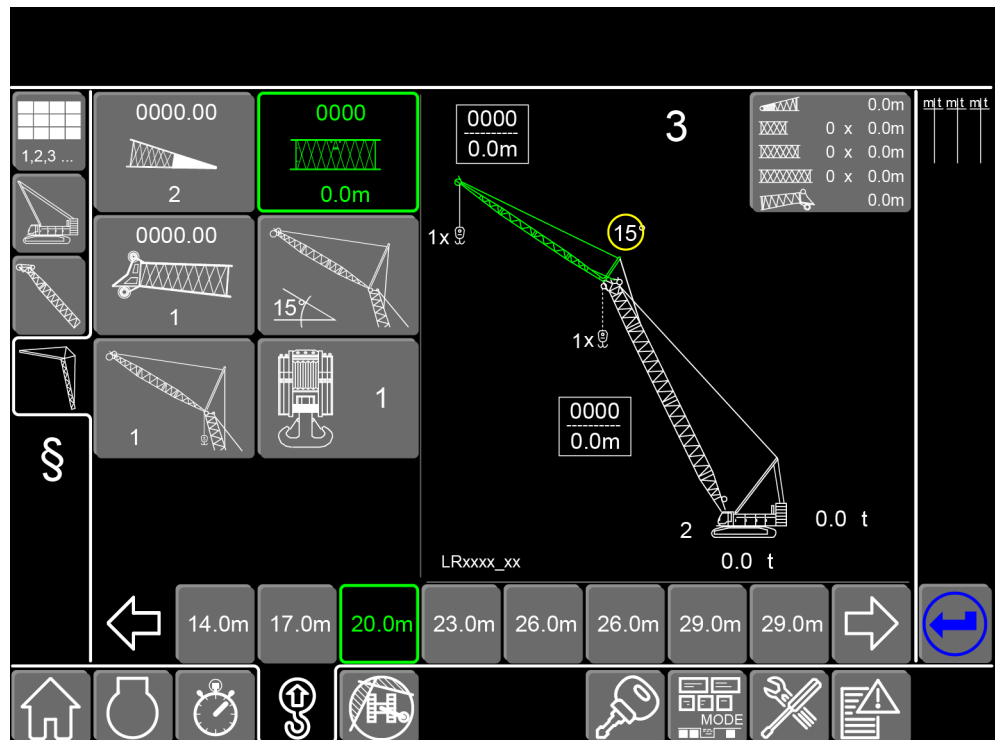 1,2,3 ...
§
0000.00
2
0000
0.0m
0000.00
1
15°
1
1
0000
0.0m
3
1x
15°
1x
0000
0.0m
2
0.0 t
0.0 t
LRxxxx_xx
0.0m
0 x 0.0m
0 x 0.0m
0 x 0.0m
0.0m
m|t m|t m|t
14.0m 17.0m 20.0m 23.0m 26.0m 26.0m 29.0m 29.0m
MODE